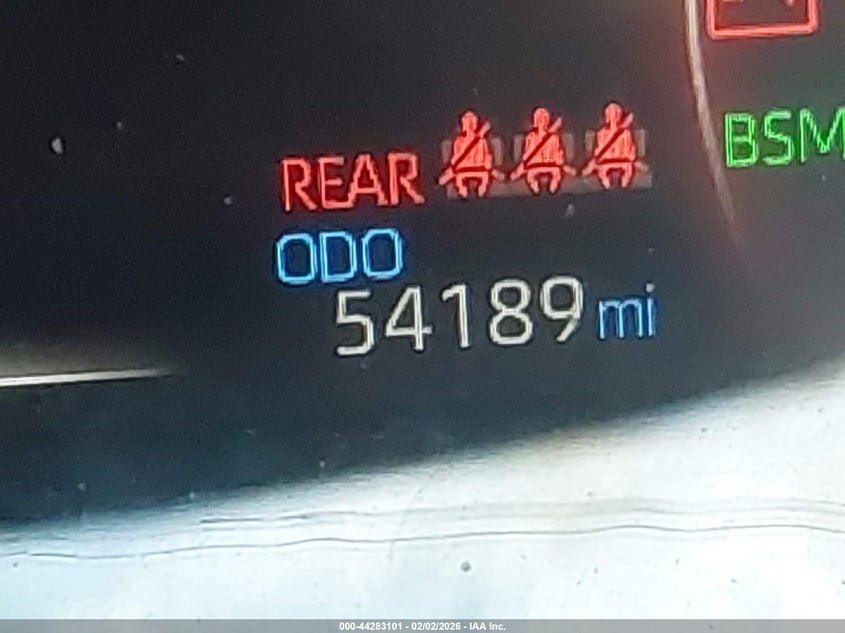 BSM
REAR
ODO
54189 mi
000-44283101 - 02/02/2026 - IAA Inc.